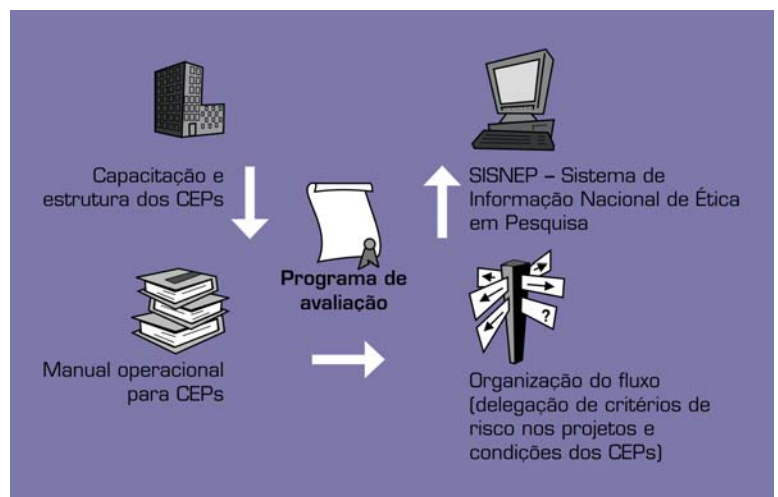 Capacitação e
estrutura dos CEPs
SISNEP – Sistema de
Informação Nacional de Ética
em Pesquisa
Programa de
avaliação
Manual operacional
para CEPs
?
Organização do fluxo
(delegação de critérios de
risco nos projetos e
condições dos CEPs)